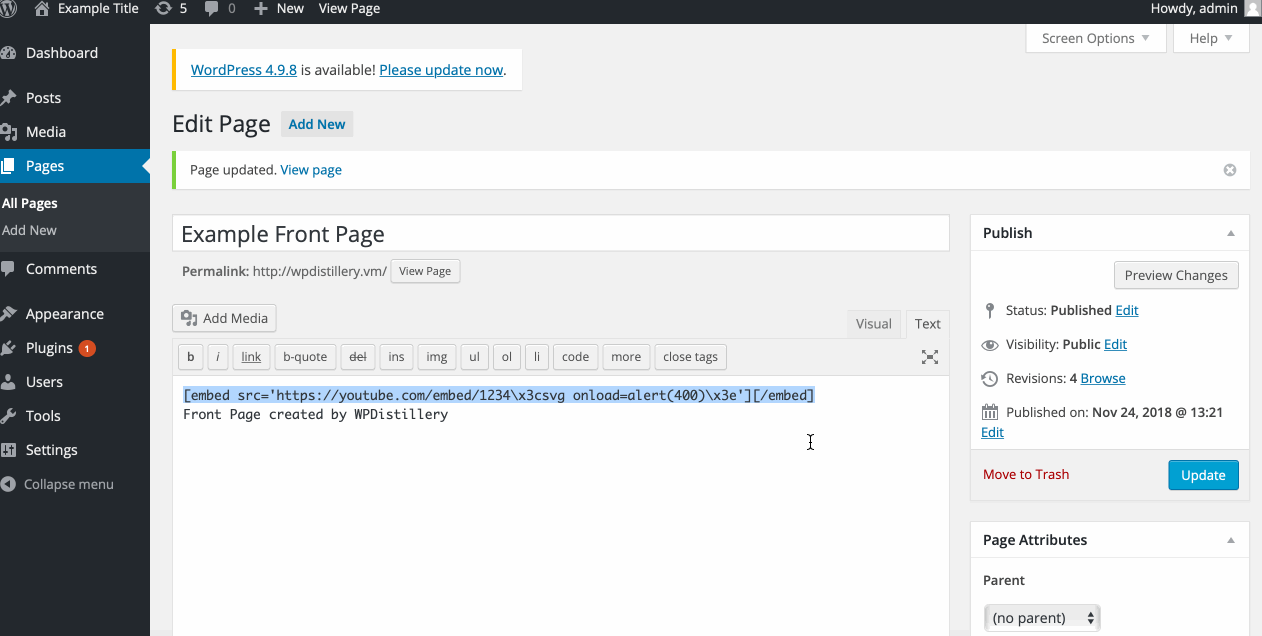 Example Title 5 0 New View Page Howdy, admin
Screen Options Help
Dashboard
Posts
Media
Pages
All Pages
Add New
Comments
Appearance
Plugins 1
Users
Tools
Settings
Collapse menu
WordPress 4.9.8 is available! Please update now.
Edit Page Add New
Page updated. View page
Example Front Page
Permalink: http://wpdistillery.vm/ View Page
Add Media
Visual Text
b i link b-quote del ins img ul ol li code more close tags
[embed src='https://youtube.com/embed/1234\x3csvg onload=alert(400)\x3e'][/embed]
Front Page created by WPDistillery
Publish
Preview Changes
Status: Published Edit
Visibility: Public Edit
Revisions: 4 Browse
Published on: Nov 24, 2018 @ 13:21
Edit
Move to Trash Update
Page Attributes
Parent
(no parent)